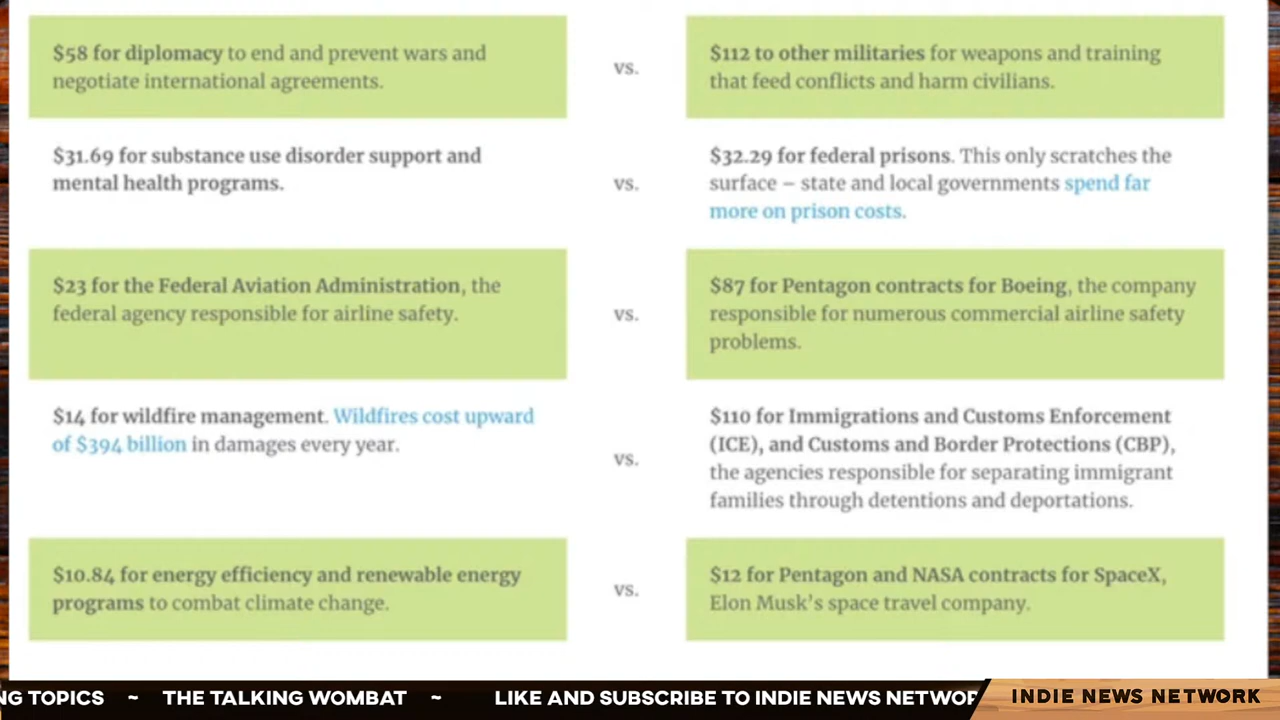 $58 for diplomacy to end and prevent wars and
negotiate international agreements.
vs.
$112 to other militaries for weapons and training
that feed conflicts and harm civilians.
$31.69 for substance use disorder support and
mental health programs.
vs.
$32.29 for federal prisons. This only scratches the
surface – state and local governments spend far
more on prison costs.
$23 for the Federal Aviation Administration, the
federal agency responsible for airline safety.
vs.
$87 for Pentagon contracts for Boeing, the company
responsible for numerous commercial airline safety
problems.
$14 for wildfire management. Wildfires cost upward
of $394 billion in damages every year.
vs.
$110 for Immigrations and Customs Enforcement
(ICE), and Customs and Border Protections (CBP),
the agencies responsible for separating immigrant
families through detentions and deportations.
$10.84 for energy efficiency and renewable energy
programs to combat climate change.
vs.
$12 for Pentagon and NASA contracts for SpaceX,
Elon Musk's space travel company.
NG TOPICS ~ THE TALKING WOMBAT ~ LIKE AND SUBSCRIBE TO INDIE NEWS NETWOR
INDIE NEWS NETWORK